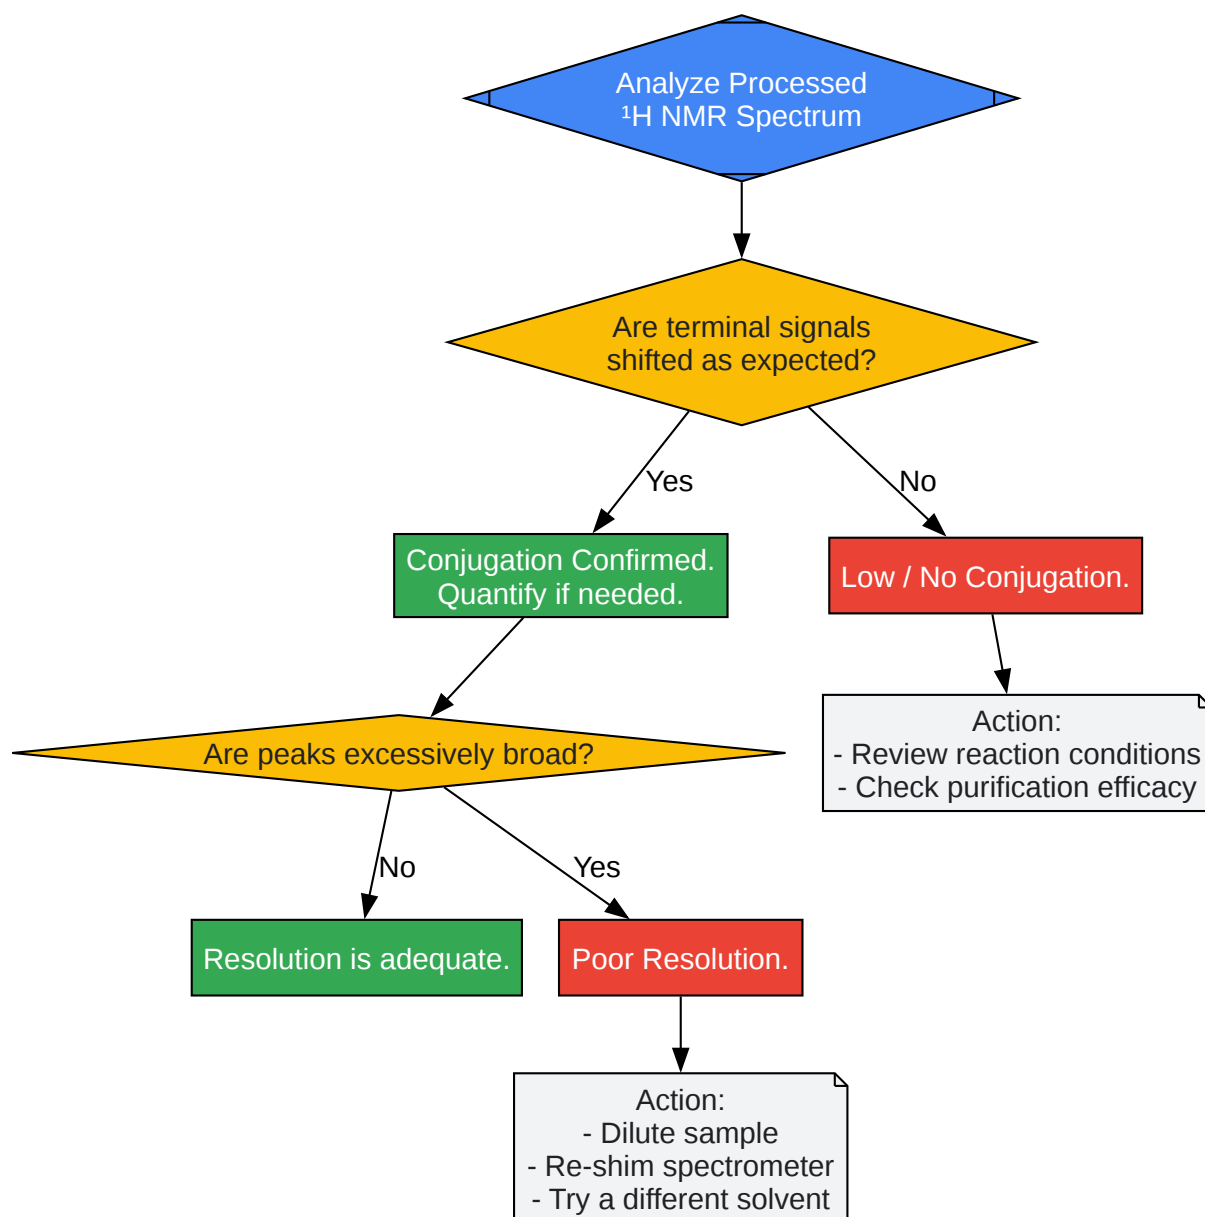 Analyze Processed
¹H NMR Spectrum
Are terminal signals
shifted as expected?
Yes
No
Conjugation Confirmed.
Quantify if needed.
Low / No Conjugation.
Action:
- Review reaction conditions
- Check purification efficacy
Are peaks excessively broad?
No
Yes
Resolution is adequate.
Poor Resolution.
Action:
- Dilute sample
- Re-shim spectrometer
- Try a different solvent